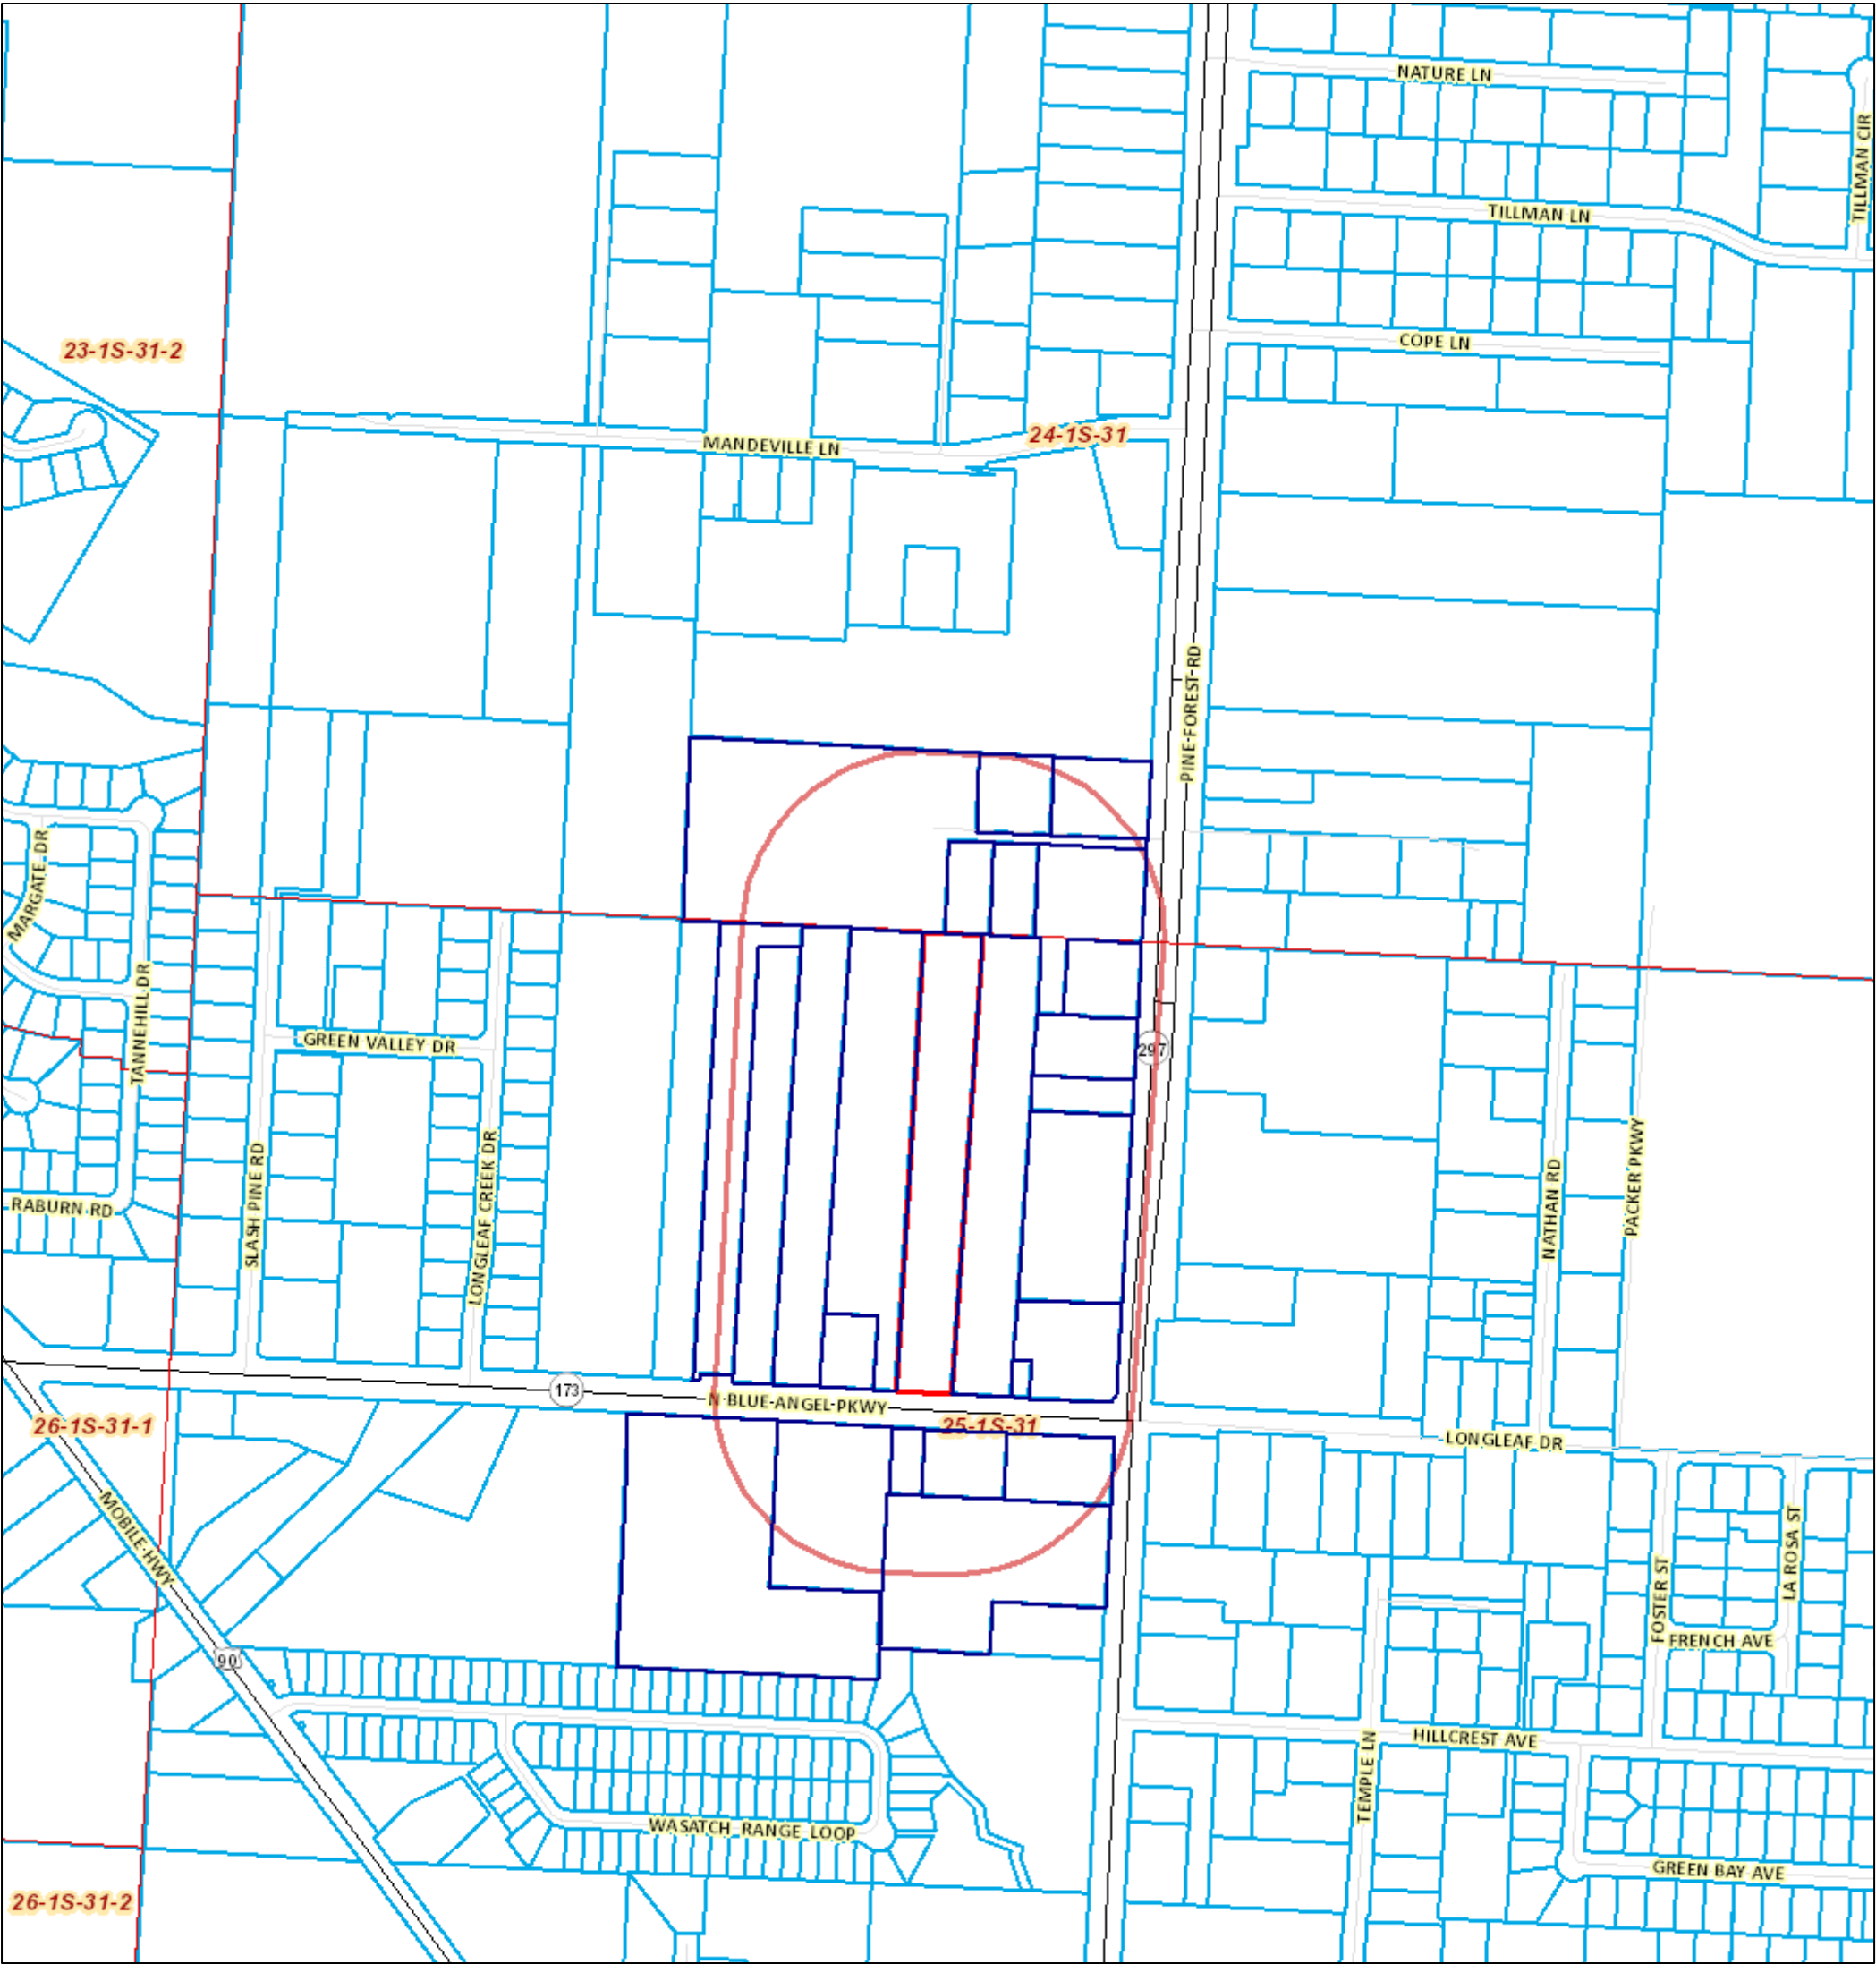 NATURE LN
TILLMAN CIR
TILLMAN LN
COPE LN
23-1S-31-2
24-1S-31
MANDEVILLE LN
PINE FOREST RD
MARGATE DR
TANNEHILL DR
GREEN VALLEY DR
297
SLASH PINE RD
LONGLEAF CREEK DR
RABURN RD
NATHAN RD
PACKER PKWY
173
N BLUE ANGEL PKWY
25-1S-31
26-1S-31-1
LONGLEAF DR
MOBILE HWY
LA ROSA ST
FOSTER ST
FRENCH AVE
90
HILLCREST AVE
TEMPLE LN
WASATCH RANGE LOOP
GREEN BAY AVE
26-1S-31-2